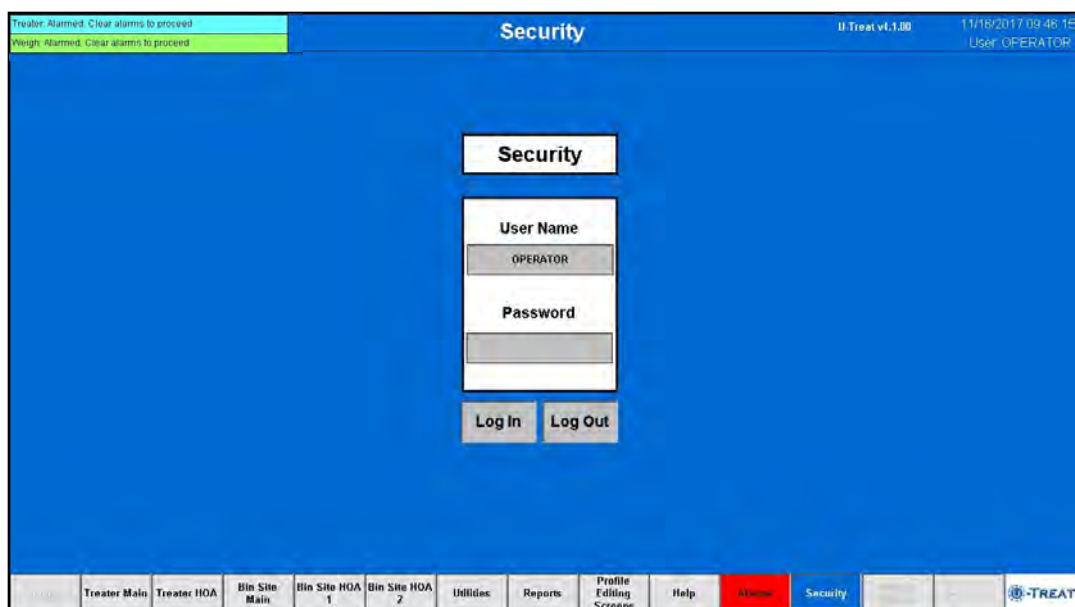 Treater: Alarmed. Clear alarms to proceed
Weigh: Alarmed. Clear alarms to proceed
Security
U-Treat v1.1.00
11/16/2017 09:46:15
User: OPERATOR
Security
User Name
OPERATOR
Password
Log In
Log Out
Treater Main
Treater HOA
Bin Site
Main
Bin Site HOA
1
Bin Site HOA
2
Utilities
Reports
Profile
Editing
Screens
Help
Alarms
Security
-TREAT